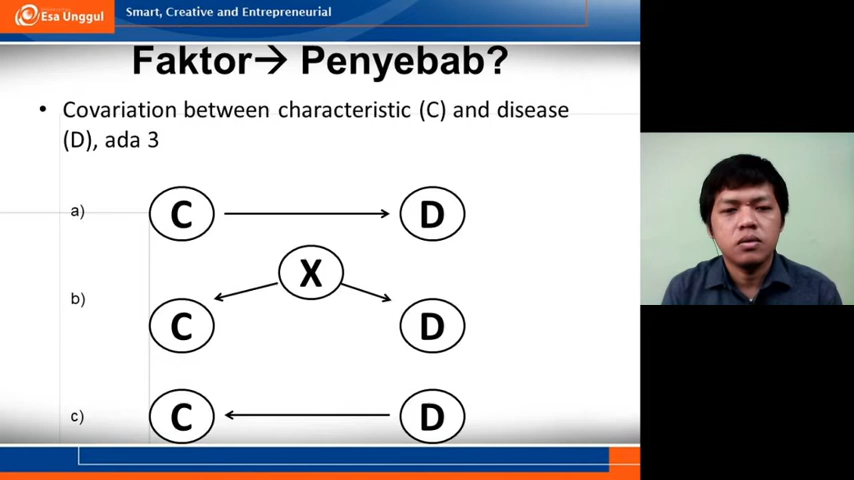 Esa Unggul
Smart, Creative and Entrepreneurial
Faktor→ Penyebab?
• Covariation between characteristic (C) and disease
(D), ada 3
a)
C
D
X
b)
C
D
c)
C
D